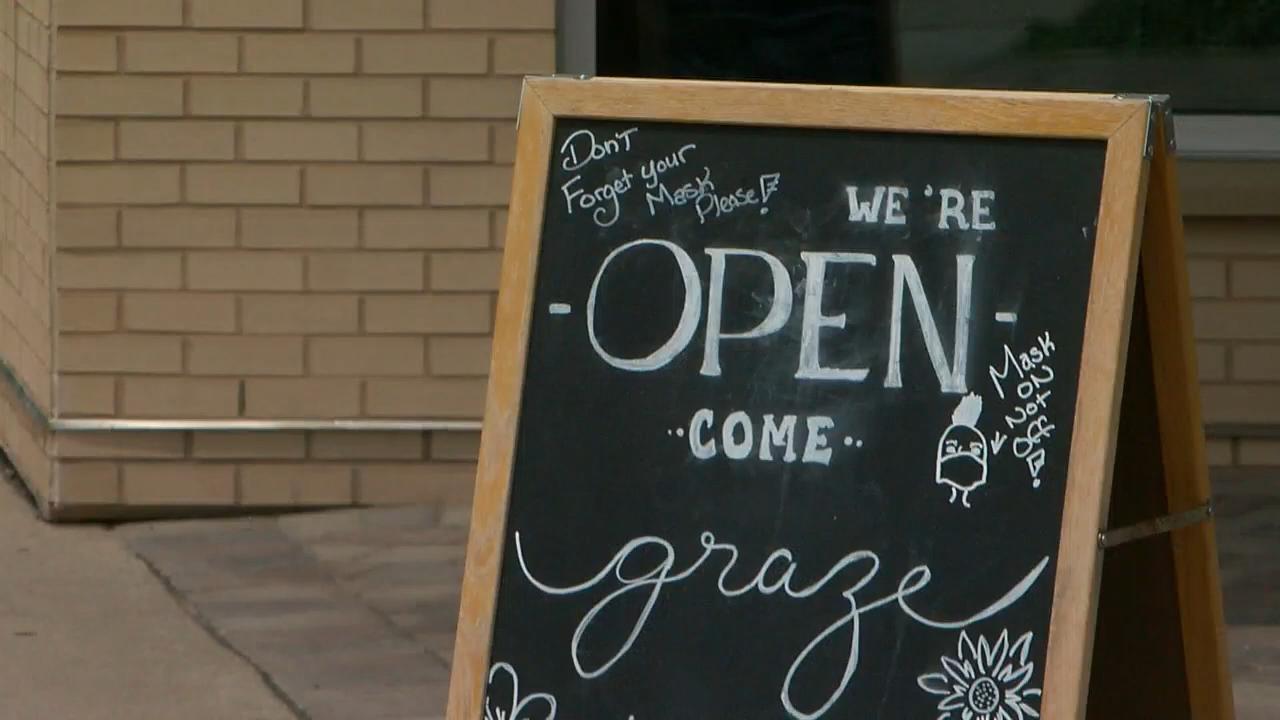 Don't
Forget your
Mask
Please!
WE'RE
-OPEN-
COME
Mask
ON
Not
Off!
graze